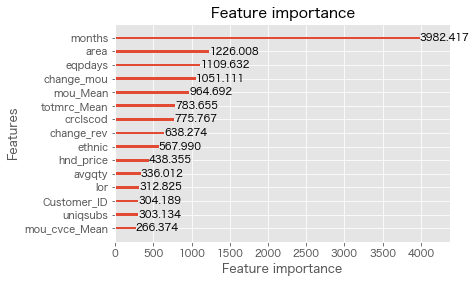 Feature importance
months 3982.417
area 1226.008
eqpdays 1109.632
change_mou 1051.111
mou_Mean 964.692
totmrc_Mean 783.655
crclscod 775.767
change_rev 638.274
ethnic 567.990
hnd_price 438.355
avgqty 336.012
lor 312.825
Customer_ID 304.189
uniqsubs 303.134
mou_cvce_Mean 266.374
Features
0 500 1000 1500 2000 2500 3000 3500 4000
Feature importance